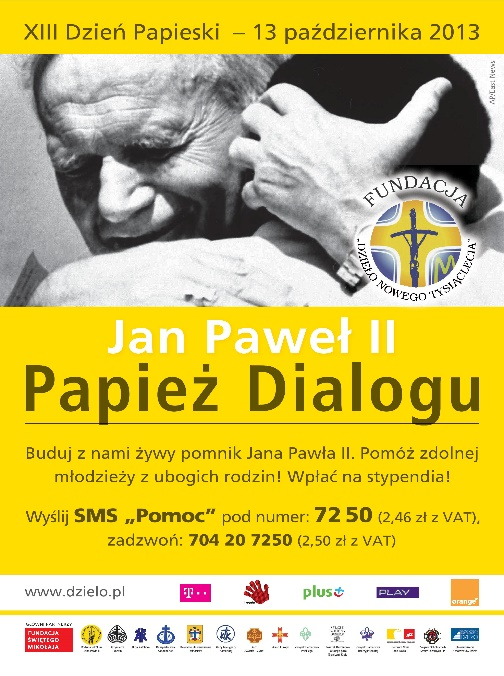 XIII Dzień Papieski – 13 października 2013
AP/East News
FUNDACJA
„DZIEŁO NOWEGO TYSIĄCLECIA”
Jan Paweł II
Papież Dialogu
Buduj z nami żywy pomnik Jana Pawła II. Pomóż zdolnej
młodzieży z ubogich rodzin! Wpłać na stypendia!
Wyślij SMS „Pomoc” pod numer: 72 50 (2,46 zł z VAT),
zadzwoń: 704 20 7250 (2,50 zł z VAT)
www.dzielo.pl
T
plus
PLAY
orange
GŁÓWNI PARTNERZY
FUNDACJA
ŚWIĘTEGO
MIKOŁAJA